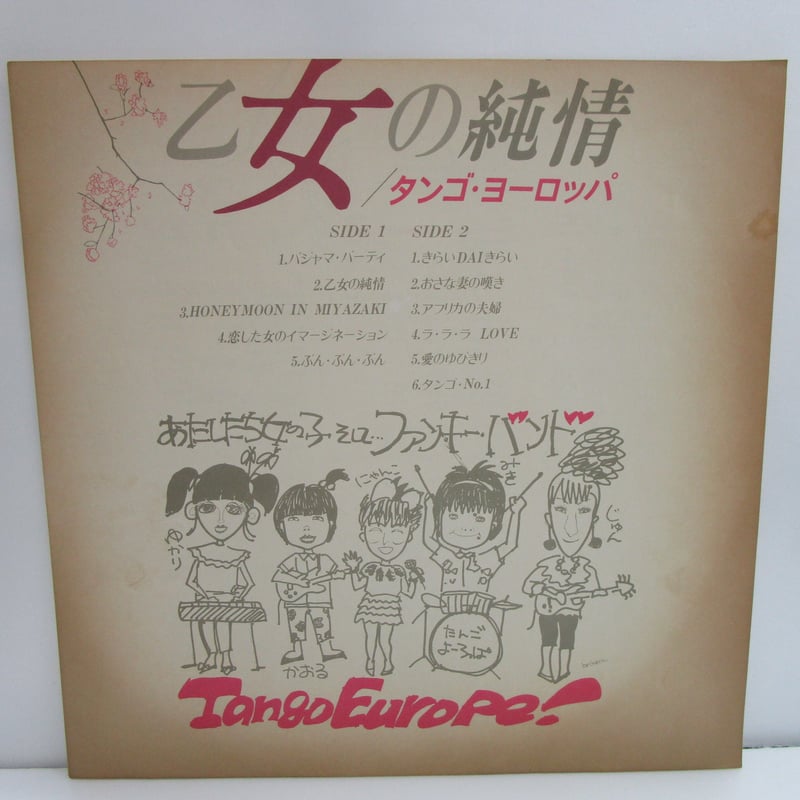 乙女の純情
/タンゴ・ヨーロッパ
SIDE 1
1.パジャマ・パーティ
2.乙女の純情
3.HONEYMOON IN MIYAZAKI
4.恋した女のイマージネーション
5.ぶん・ぶん・ぶん
SIDE 2
1.きらいDAIきらい
2.おさな妻の嘆き
3.アフリカの夫婦
4.ラ・ラ・ラ LOVE
5.愛のゆびきり
6.タンゴ・No.1
あたしたち女の子 そして…ファンキー・バンド
ゆかり
かおる
にゃんこ
みき
じゅん
たんご
よーろっぱ
Tango Europe!